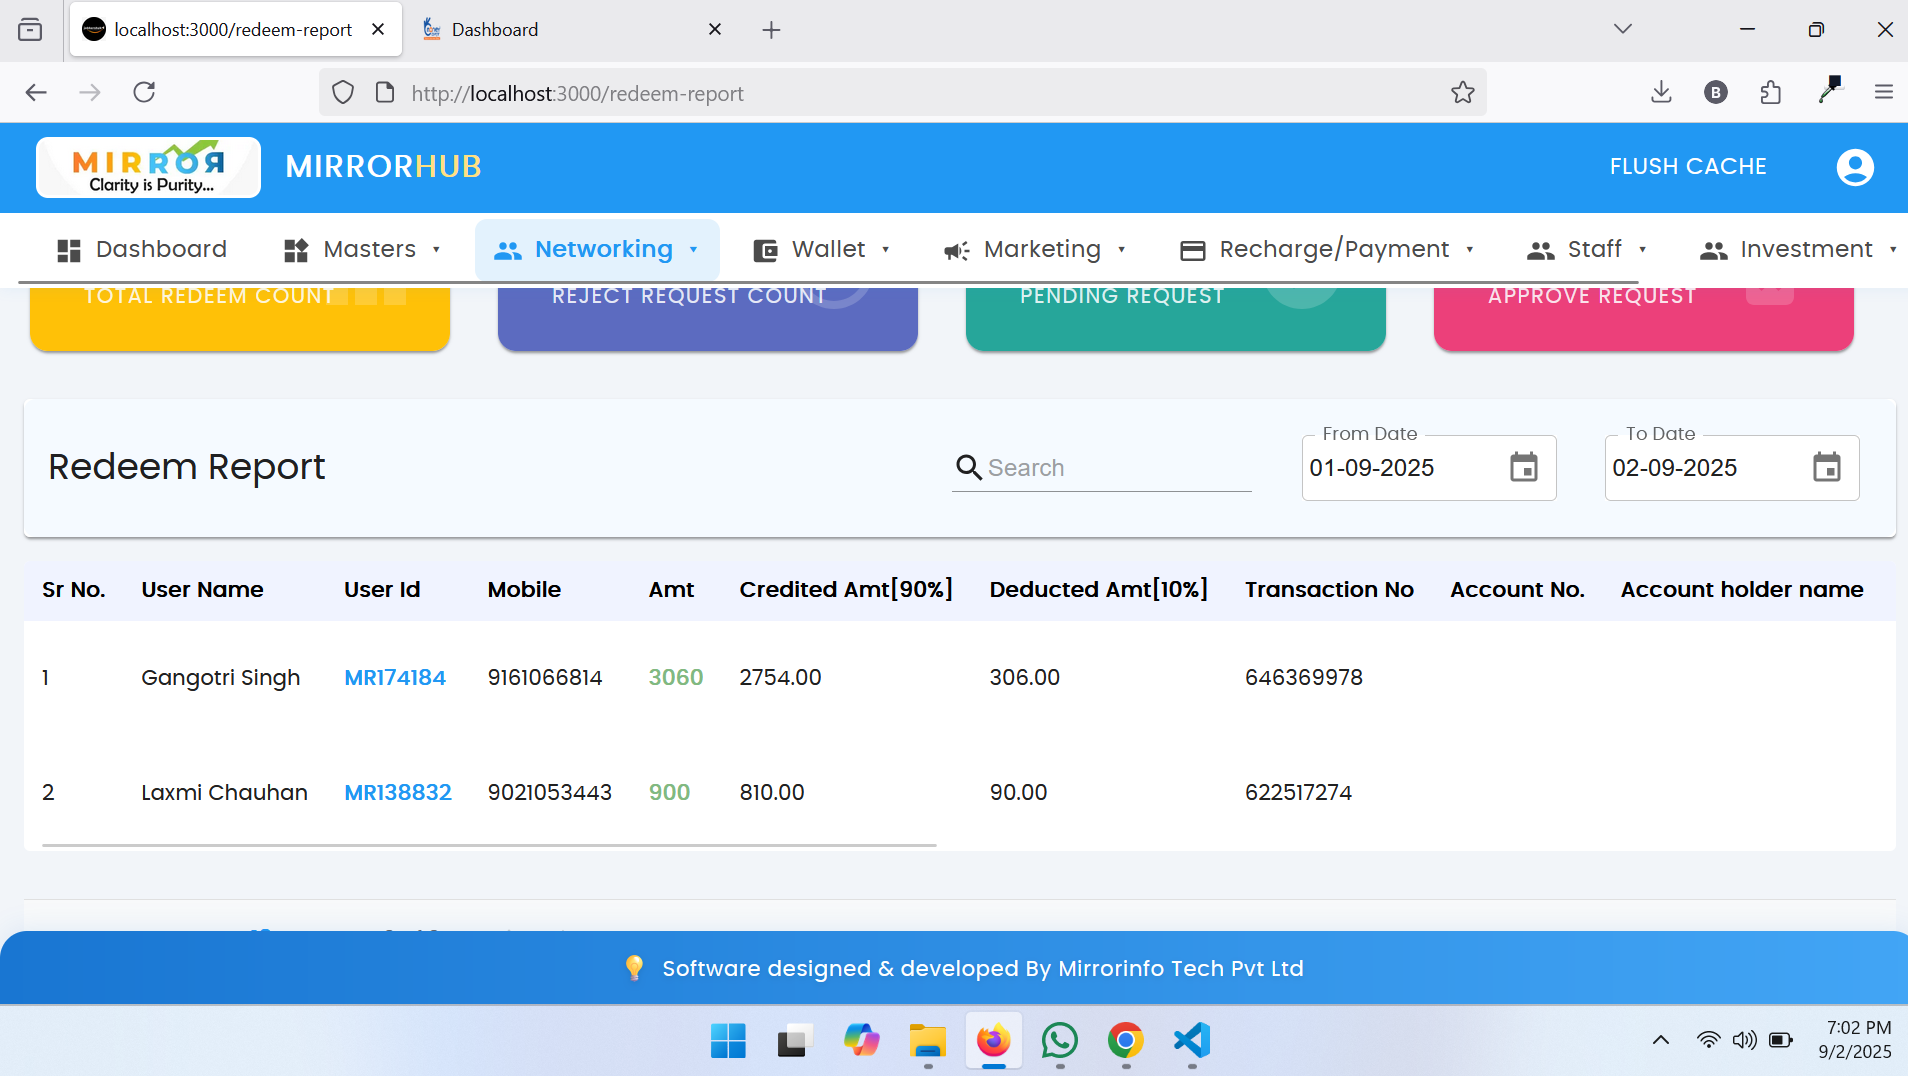 localhost:3000/redeem-report
Dashboard
http://localhost:3000/redeem-report
B
MIRROR
Clarity is Purity...
MIRRORHUB
FLUSH CACHE
Dashboard
Masters
Networking
Wallet
Marketing
Recharge/Payment
Staff
Investment
TOTAL REDEEM COUNT
REJECT REQUEST COUNT
PENDING REQUEST
APPROVE REQUEST
Redeem Report
Search
From Date
01-09-2025
To Date
02-09-2025
Sr No. User Name User Id Mobile Amt Credited Amt[90%] Deducted Amt[10%] Transaction No Account No. Account holder name
1 Gangotri Singh MR174184 9161066814 3060 2754.00 306.00 646369978
2 Laxmi Chauhan MR138832 9021053443 900 810.00 90.00 622517274
Software designed & developed By Mirrorinfo Tech Pvt Ltd
7:02 PM
9/2/2025